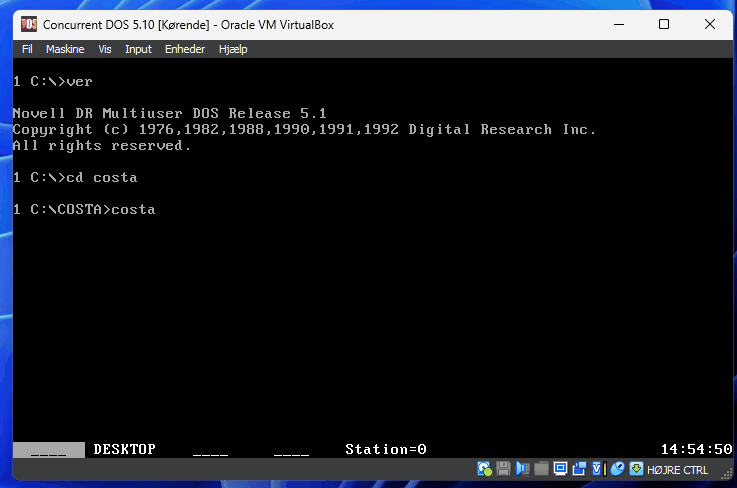 Concurrent DOS 5.10 [Kørende] - Oracle VM VirtualBox
Fil Maskine Vis Input Enheder Hjælp
1 C:\>ver
Novell DR Multiuser DOS Release 5.1
Copyright (c) 1976,1982,1988,1990,1991,1992 Digital Research Inc.
All rights reserved.
1 C:\>cd costa
1 C:\COSTA>costa
____ DESKTOP ____ ____ Station=0 14:54:50
HØJRE CTRL